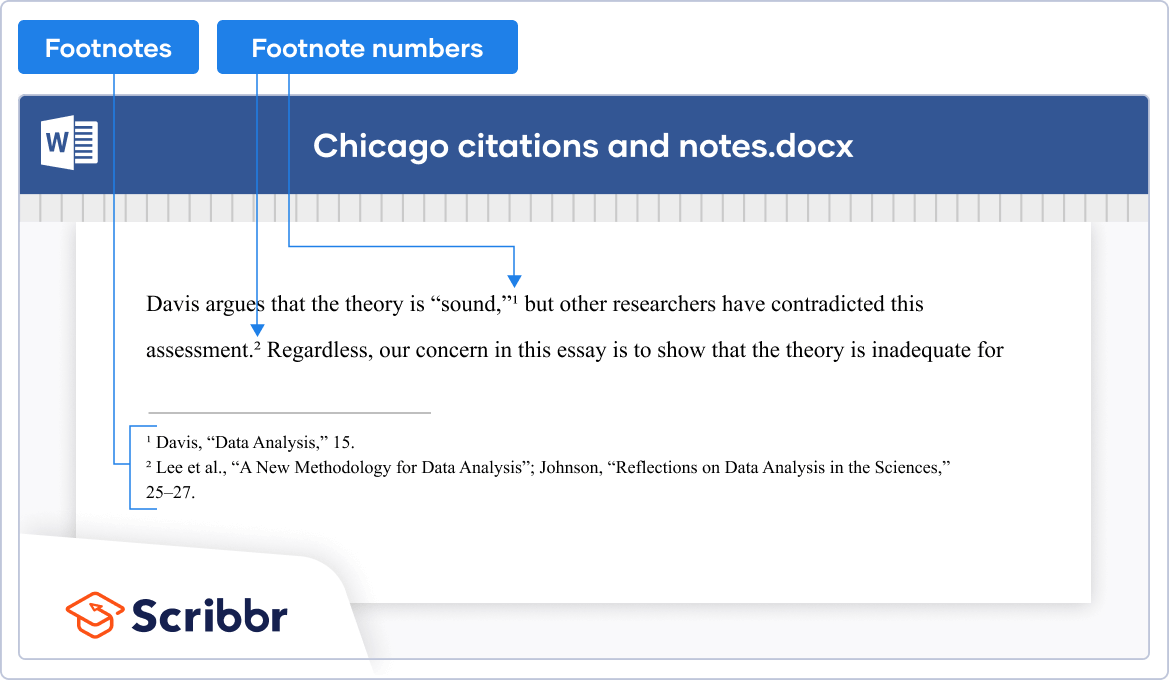 Footnotes
Footnote numbers
W
Chicago citations and notes.docx
Davis argues that the theory is “sound,”¹ but other researchers have contradicted this
assessment.² Regardless, our concern in this essay is to show that the theory is inadequate for
¹ Davis, “Data Analysis,” 15.
² Lee et al., “A New Methodology for Data Analysis”; Johnson, “Reflections on Data Analysis in the Sciences,”
25–27.
Scribbr